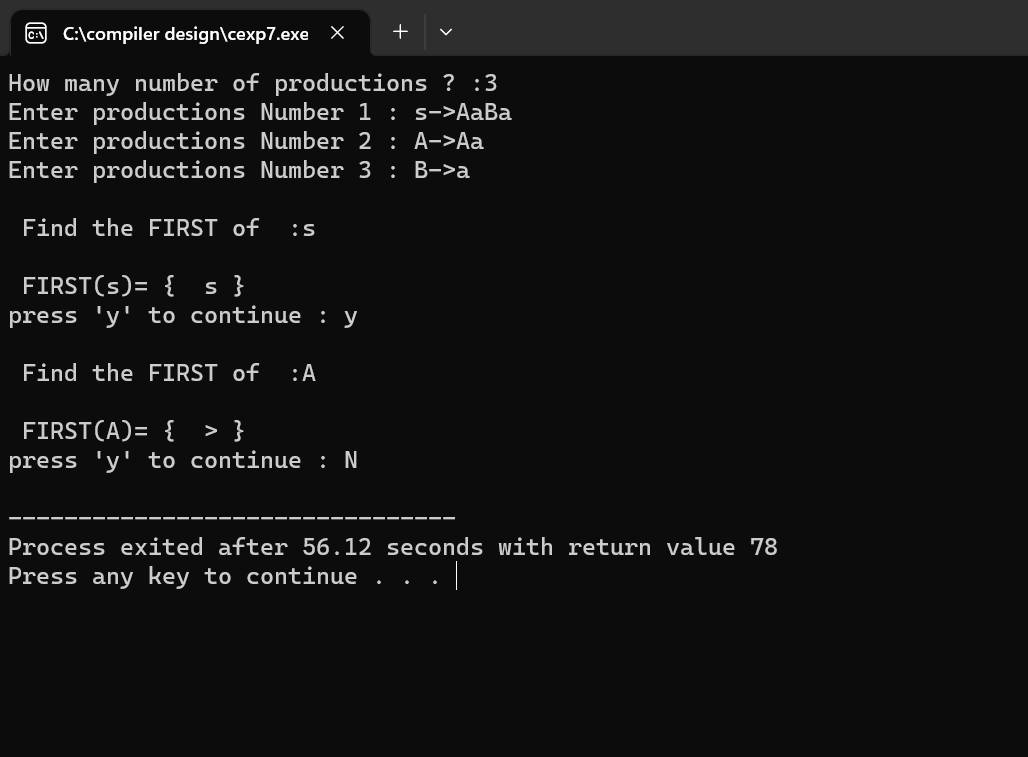 C:\compiler design\cexp7.exe
How many number of productions ? :3
Enter productions Number 1 : s->AaBa
Enter productions Number 2 : A->Aa
Enter productions Number 3 : B->a
Find the FIRST of  :s
FIRST(s)= {  s }
press 'y' to continue : y
Find the FIRST of  :A
FIRST(A)= {  > }
press 'y' to continue : N
--------------------------------
Process exited after 56.12 seconds with return value 78
Press any key to continue . . .